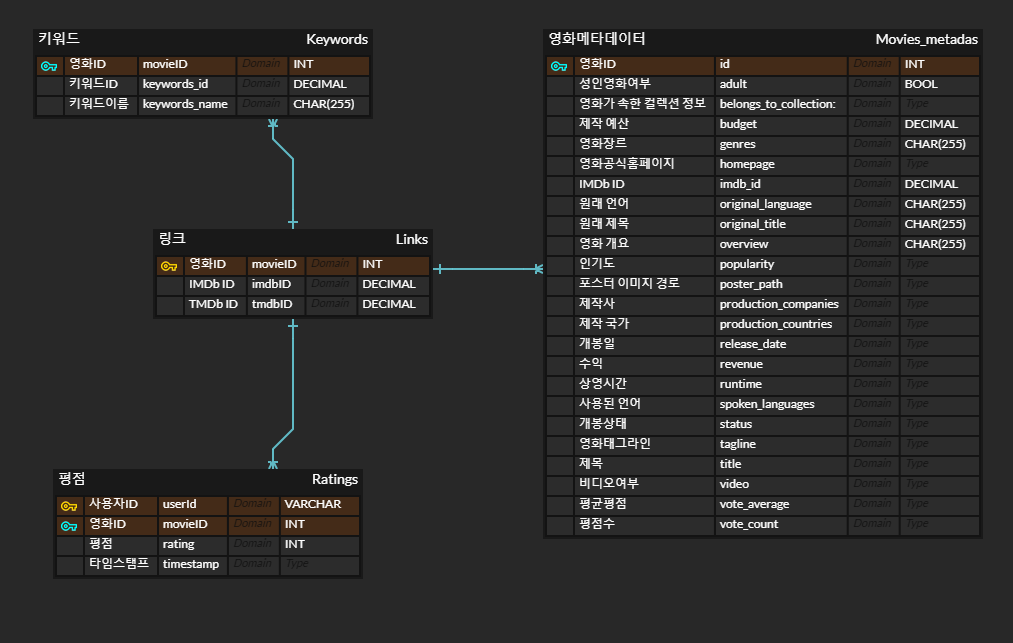 키워드 Keywords
영화ID movieID Domain INT
키워드ID keywords_id Domain DECIMAL
키워드이름 keywords_name Domain CHAR(255)
링크 Links
영화ID movieID Domain INT
IMDb ID imdbID Domain DECIMAL
TMDb ID tmdbID Domain DECIMAL
평점 Ratings
사용자ID userId Domain VARCHAR
영화ID movieID Domain INT
평점 rating Domain INT
타임스탬프 timestamp Domain Type
영화메타데이터 Movies_metadas
영화ID id Domain INT
성인영화여부 adult Domain BOOL
영화가 속한 컬렉션 정보 belongs_to_collection: Domain Type
제작 예산 budget Domain DECIMAL
영화장르 genres Domain CHAR(255)
영화공식홈페이지 homepage Domain Type
IMDb ID imdb_id Domain DECIMAL
원래 언어 original_language Domain CHAR(255)
원래 제목 original_title Domain CHAR(255)
영화 개요 overview Domain CHAR(255)
인기도 popularity Domain Type
포스터 이미지 경로 poster_path Domain Type
제작사 production_companies Domain Type
제작 국가 production_countries Domain Type
개봉일 release_date Domain Type
수익 revenue Domain Type
상영시간 runtime Domain Type
사용된 언어 spoken_languages Domain Type
개봉상태 status Domain Type
영화태그라인 tagline Domain Type
제목 title Domain Type
비디오여부 video Domain Type
평균평점 vote_average Domain Type
평점수 vote_count Domain Type